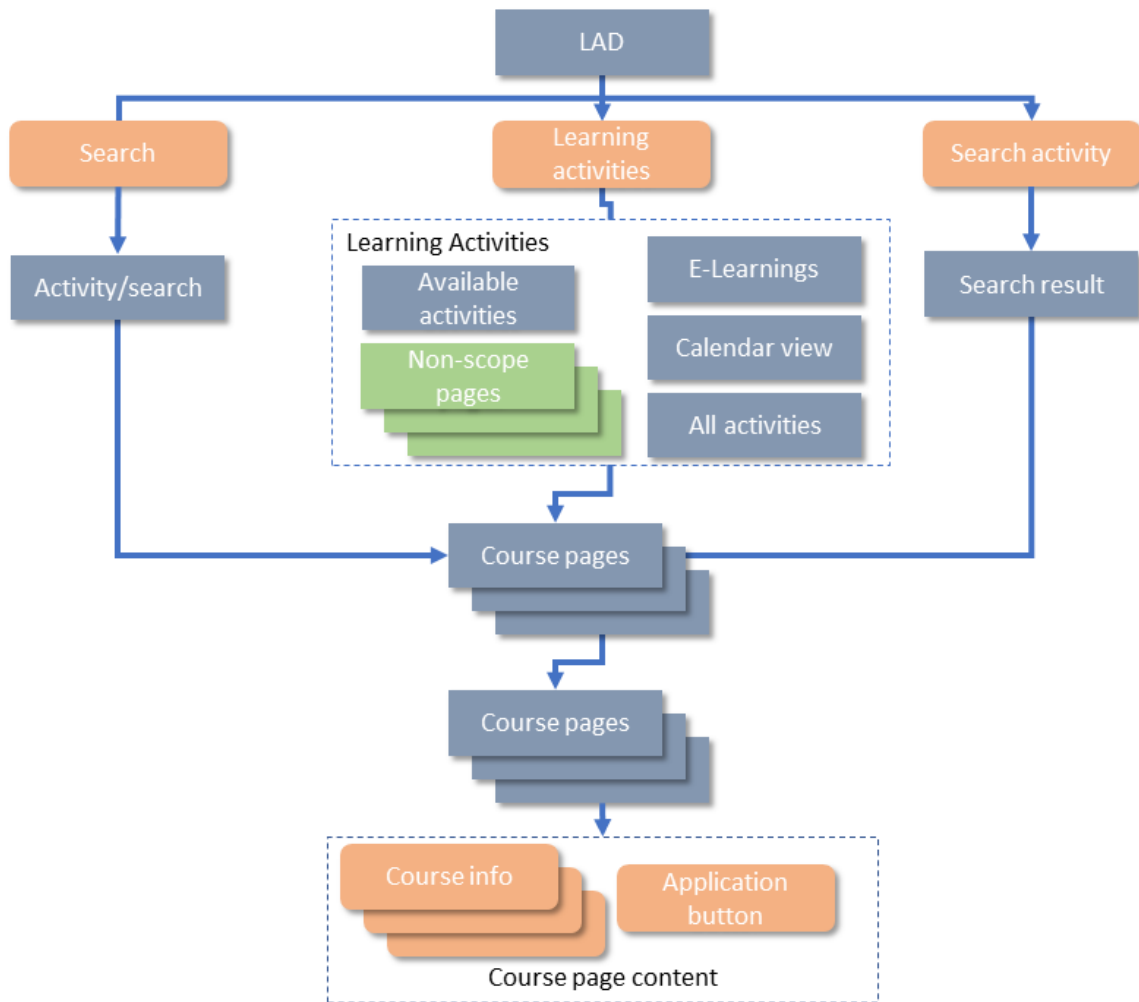 LAD
Search
Learning
activities
Search activity
Learning Activities
Available
activities
Non-scope
pages
E-Learnings
Calendar view
All activities
Activity/search
Search result
Course pages
Course pages
Course info
Application
button
Course page content